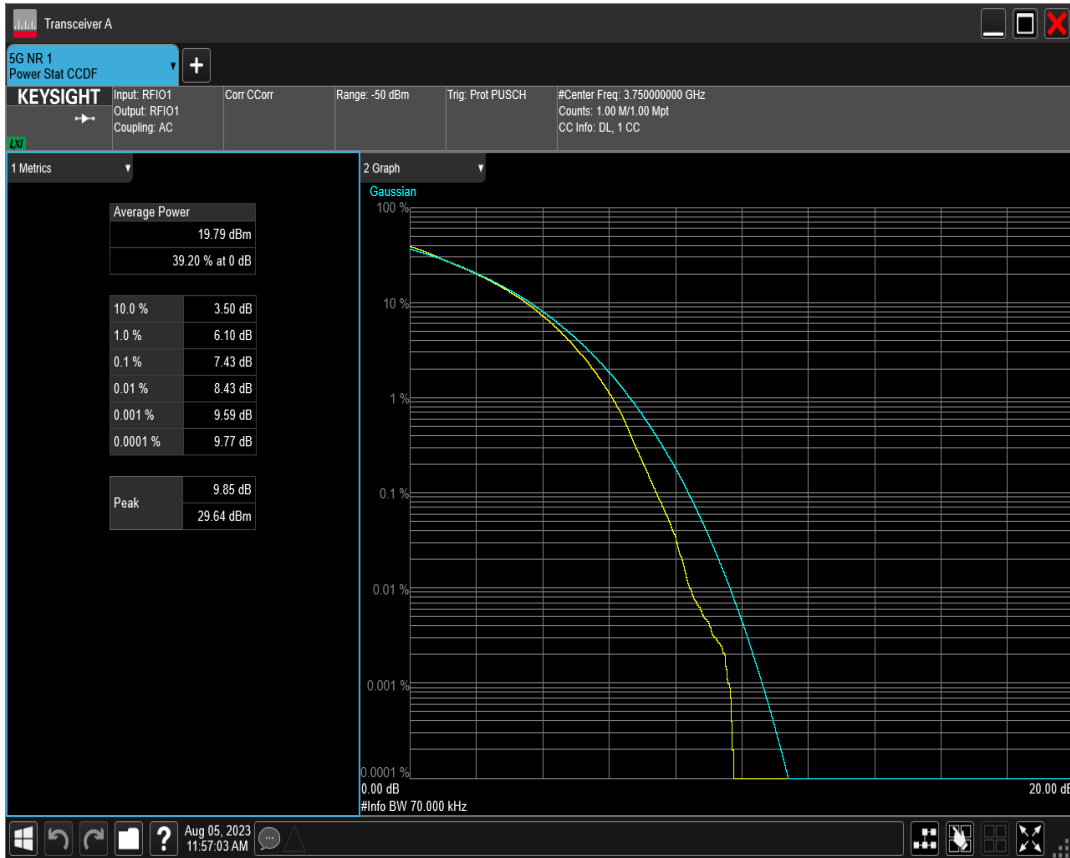 Transceiver A
5G NR 1
Power Stat CCDF
KEYSIGHT
LXI
Input: RFIO1
Output: RFIO1
Coupling: AC
Corr CCorr
Range: -50 dBm
Trig: Prot PUSCH
#Center Freq: 3.750000000 GHz
Counts: 1.00 M/1.00 Mpt
CC Info: DL, 1 CC
1 Metrics
Average Power
19.79 dBm
39.20 % at 0 dB
10.0 % 3.50 dB
1.0 % 6.10 dB
0.1 % 7.43 dB
0.01 % 8.43 dB
0.001 % 9.59 dB
0.0001 % 9.77 dB
Peak
9.85 dB
29.64 dBm
2 Graph
Gaussian
100 %
10 %
1 %
0.1 %
0.01 %
0.001 %
0.0001 %
0.00 dB 20.00 dB
#Info BW 70.000 kHz
? Aug 05, 2023
11:57:03 AM